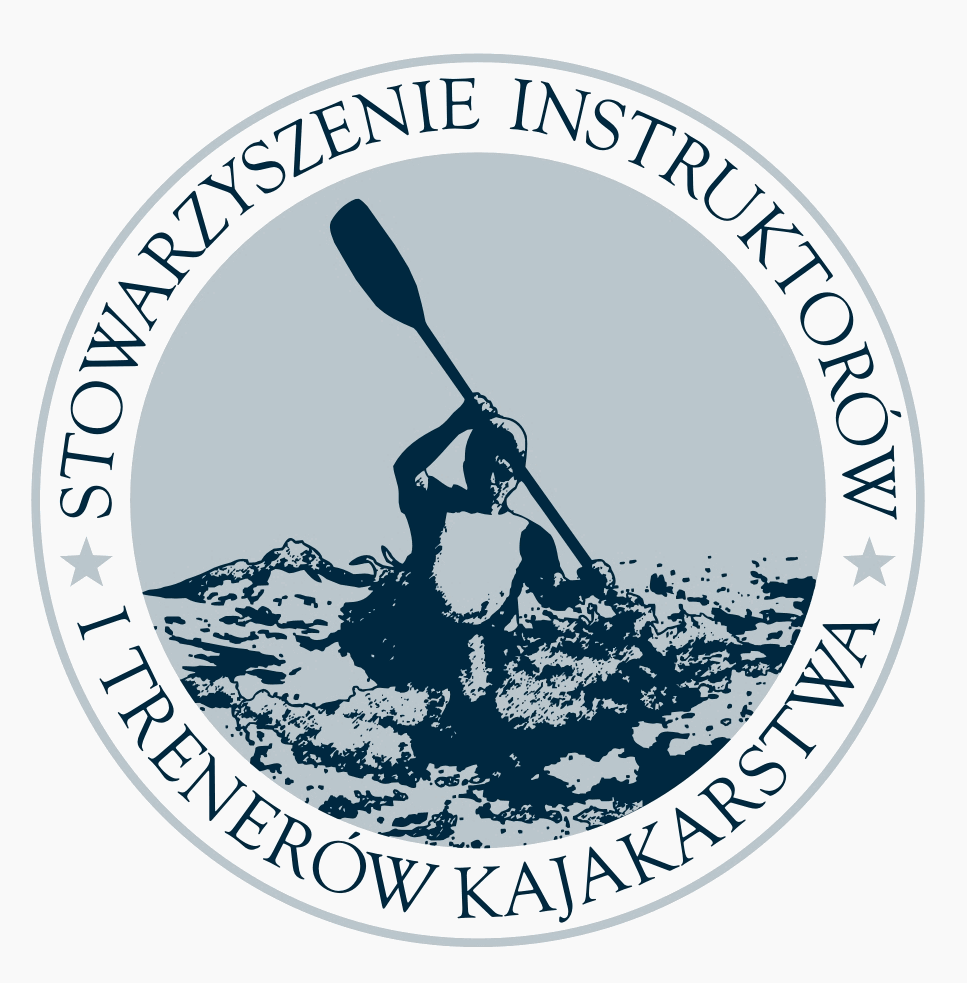 STOWARZYSZENIE INSTRUKTORÓW
I TRENERÓW KAJAKARSTWA